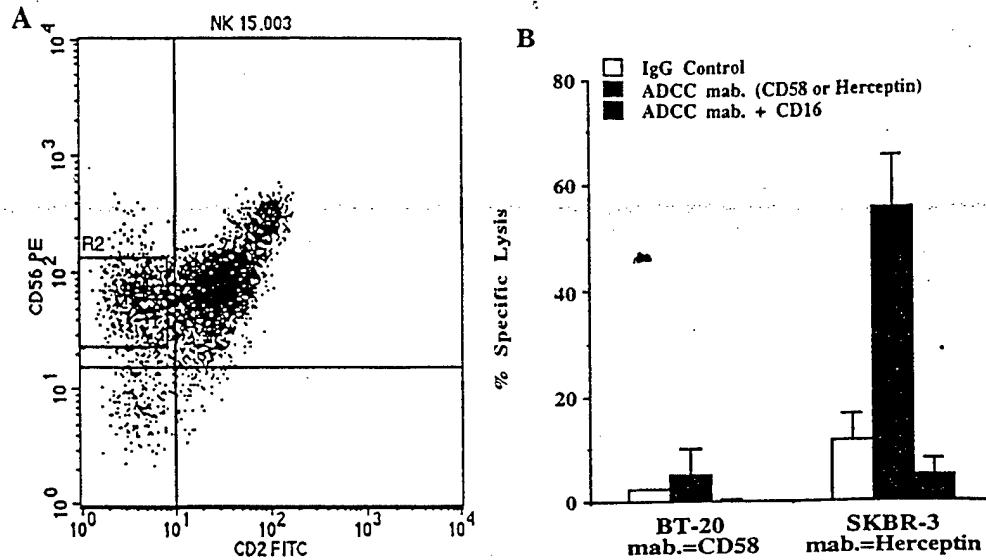 A
NK 15.003
10^4
10^3
10^2
10^1
10^0
CD56 PE
R2
10^0 10^1 10^2 10^3 10^4
CD2 FITC
B
IgG Control
ADCC mab. (CD58 or Herceptin)
ADCC mab. + CD16
80
60
40
20
0
% Specific Lysis
BT-20 SKBR-3
mab.=CD58 mab.=Herceptin